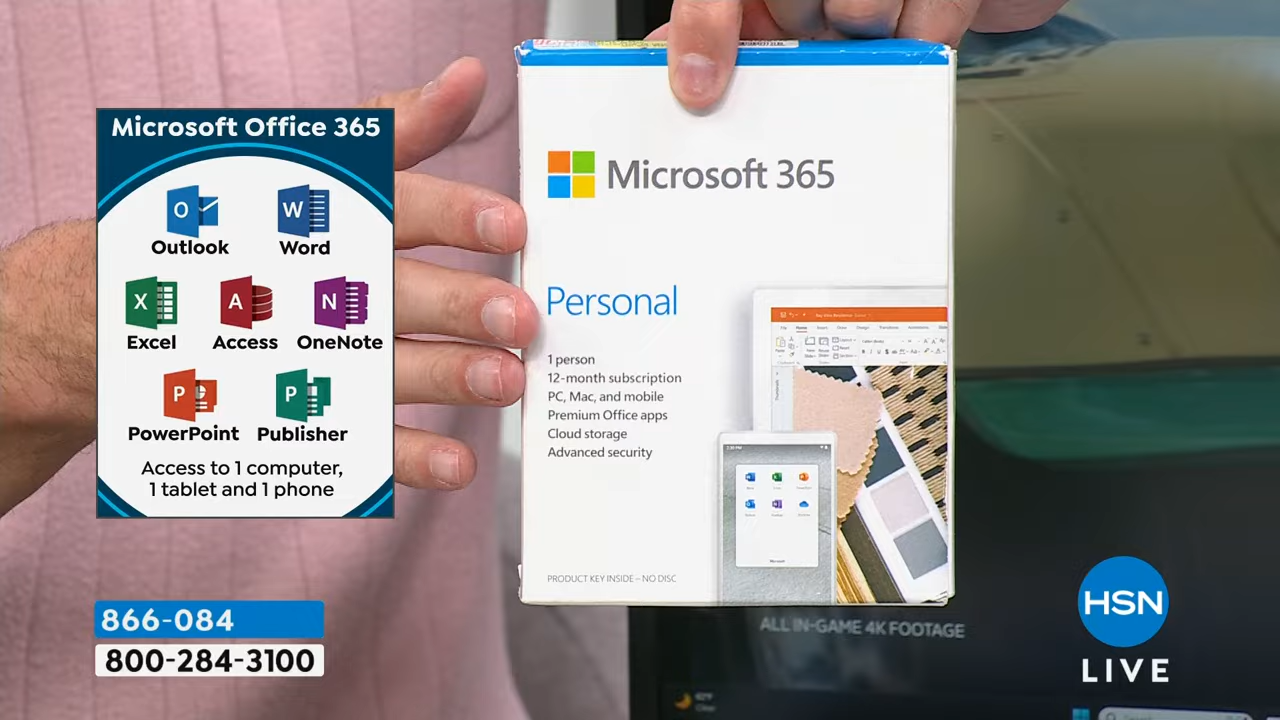 Microsoft Office 365
Outlook
Word
Excel
Access
OneNote
PowerPoint
Publisher
Access to 1 computer,
1 tablet and 1 phone
866-084
800-284-3100
Microsoft 365
Personal
1 person
12-month subscription
PC, Mac, and mobile
Premium Office apps
Cloud storage
Advanced security
PRODUCT KEY INSIDE – NO DISC
ALL IN-GAME 4K FOOTAGE
HSN
LIVE